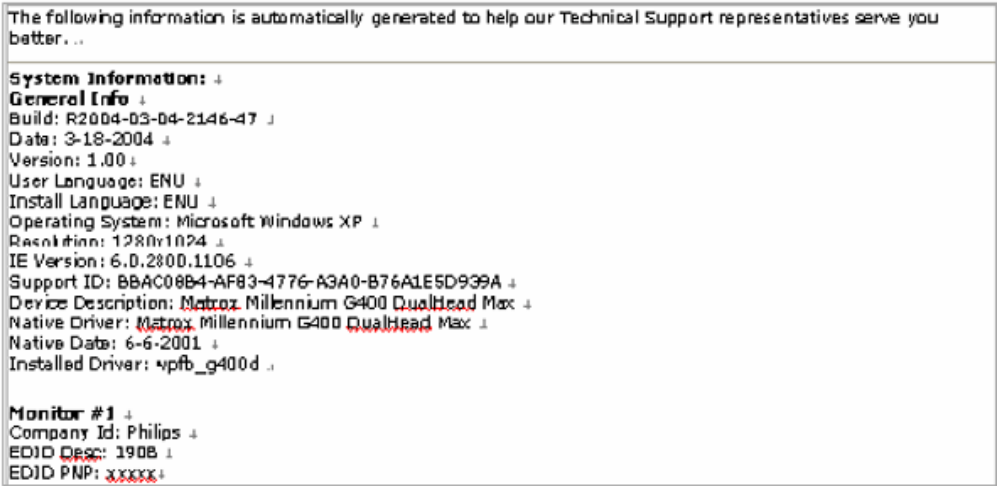 The following information is automatically generated to help our Technical Support representatives serve you
better...
System Information:
General Info
Build: R2004-03-04-2146-47
Date: 3-18-2004
Version: 1.00
User Language: ENU
Install Language: ENU
Operating System: Microsoft Windows XP
Resolution: 1280x1024
IE Version: 6.0.2800.1106
Support ID: BBAC08B4-AF83-4776-A3A0-B76A1E5D939A
Device Description: Matrox Millennium G400 DualHead Max
Native Driver: Matrox Millennium G400 DualHead Max
Native Date: 6-6-2001
Installed Driver: vpfb_g400d
Monitor #1
Company Id: Philips
EDID Desc: 190B
EDID PNP: xxxxx